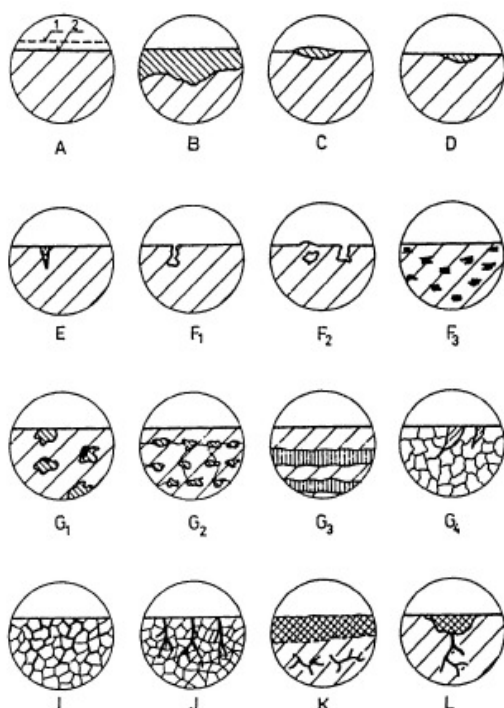 1 2
A B C D
E F₁ F₂ F₃
G₁ G₂ G₃ G₄
I J K L